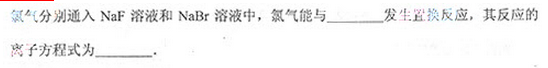 氯气分别通入 NaF 溶液和 NaBr 溶液中，氯气能与________发生置换反应，其反应的
离子方程式为________．